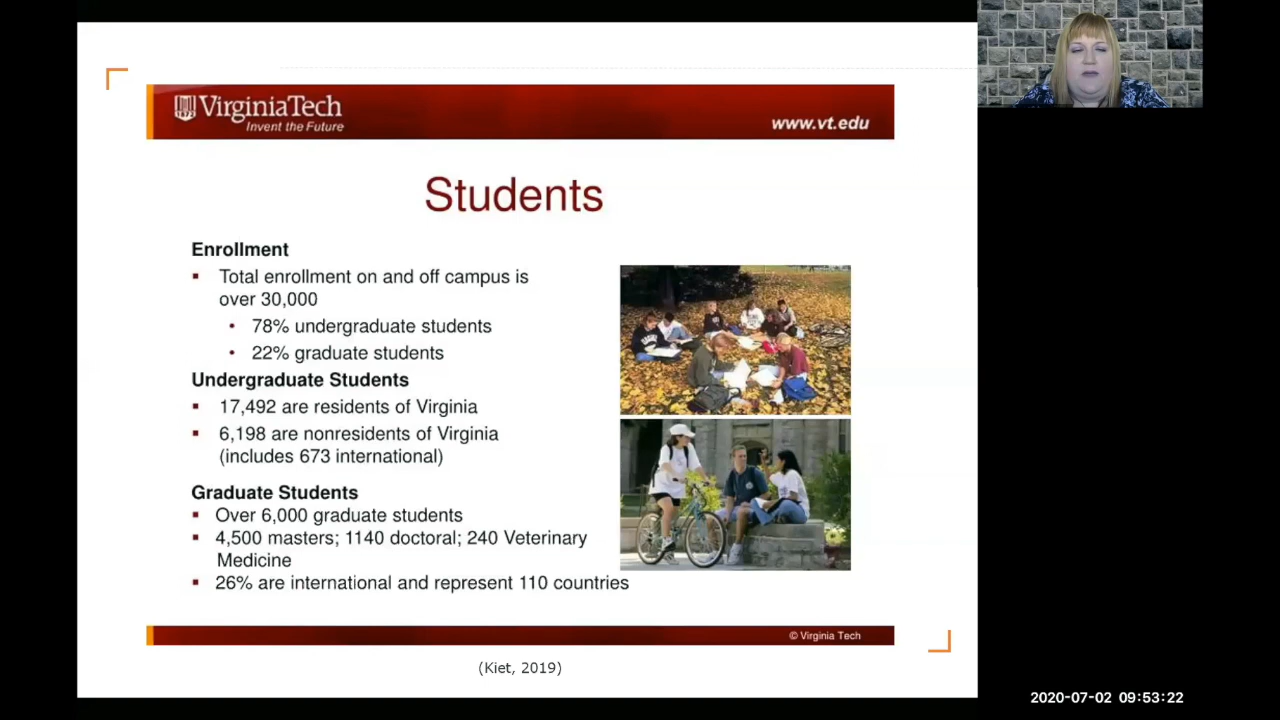 VirginiaTech
Invent the Future
www.vt.edu
Students
Enrollment
▪ Total enrollment on and off campus is
over 30,000
• 78% undergraduate students
• 22% graduate students
Undergraduate Students
▪ 17,492 are residents of Virginia
▪ 6,198 are nonresidents of Virginia
(includes 673 international)
Graduate Students
▪ Over 6,000 graduate students
▪ 4,500 masters; 1140 doctoral; 240 Veterinary
Medicine
▪ 26% are international and represent 110 countries
© Virginia Tech
(Kiet, 2019)
2020-07-02 09:53:22